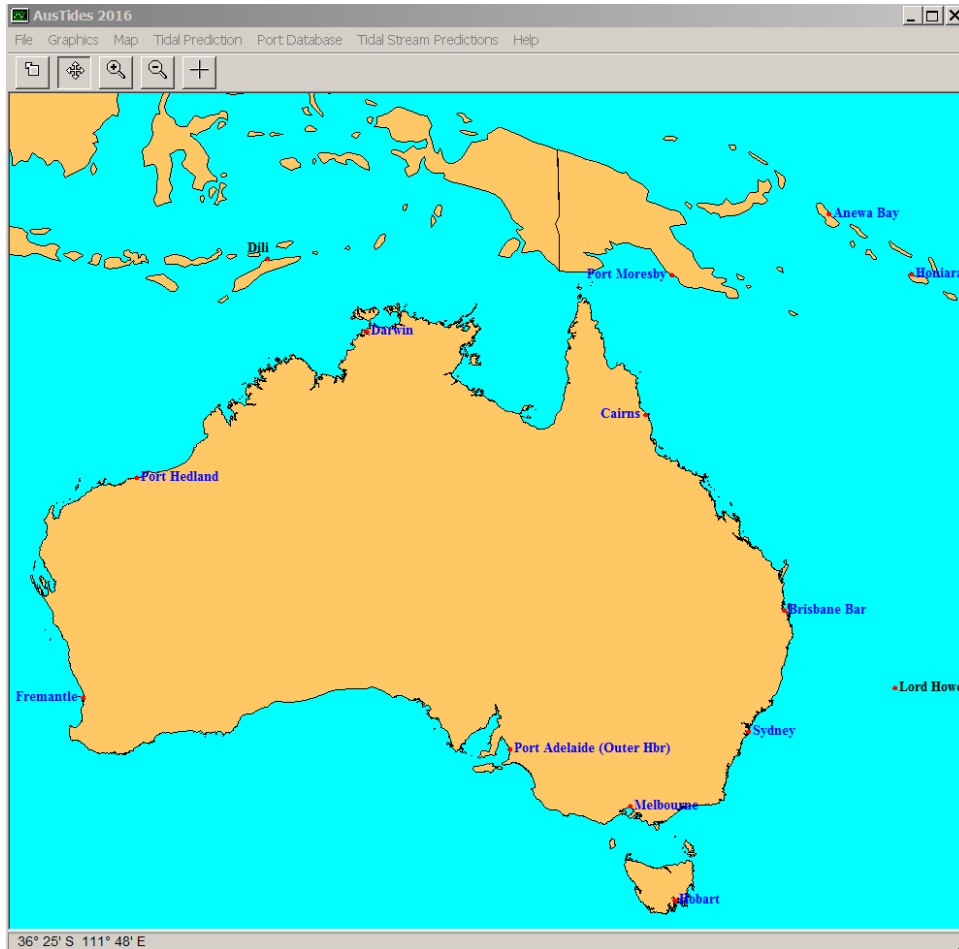 AusTides 2016
File Graphics Map Tidal Prediction Port Database Tidal Stream Predictions Help
Anewa Bay
Dili
Port Moresby
Honiara
Darwin
Cairns
Port Hedland
Brisbane Bar
Lord Howe
Fremantle
Sydney
Port Adelaide (Outer Hbr)
Melbourne
Hobart
36° 25' S 111° 48' E